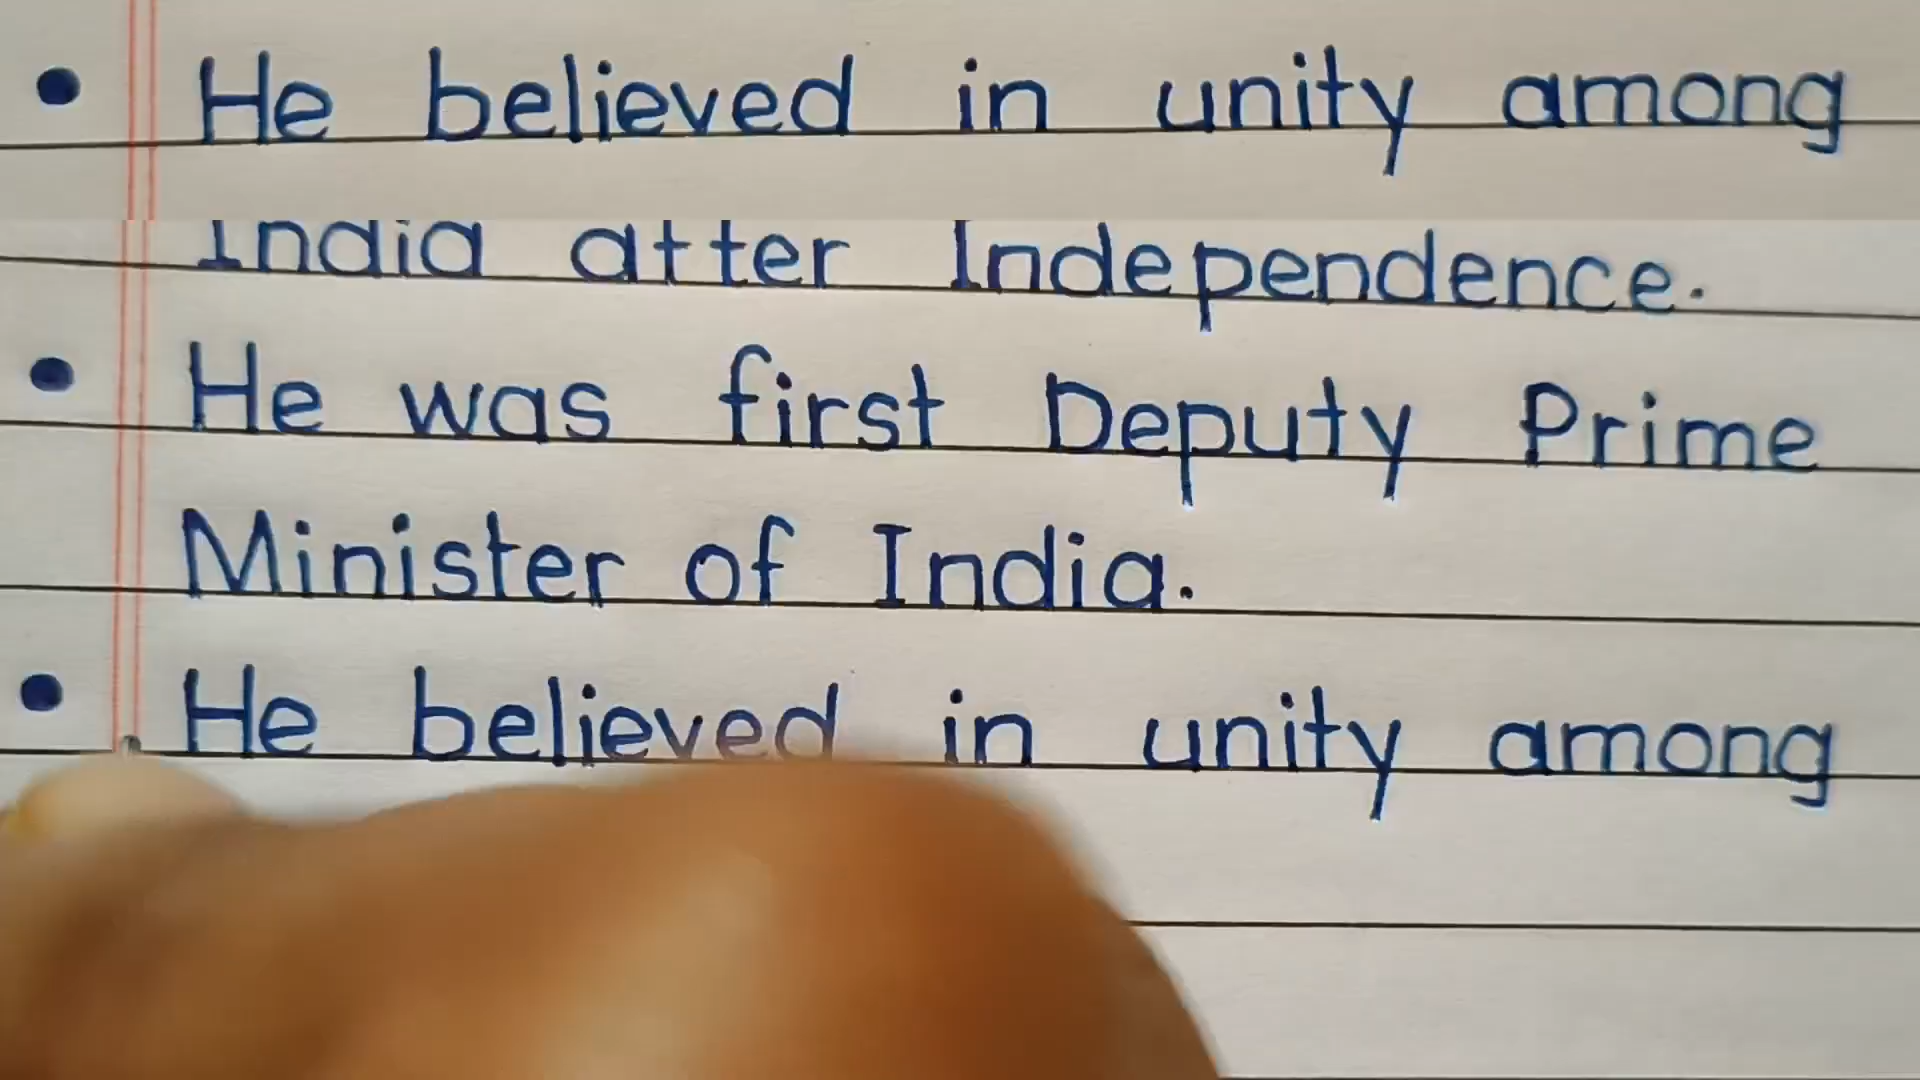 • He believed in unity among
India after Independence.
• He was first Deputy Prime
Minister of India.
• He believed in unity among